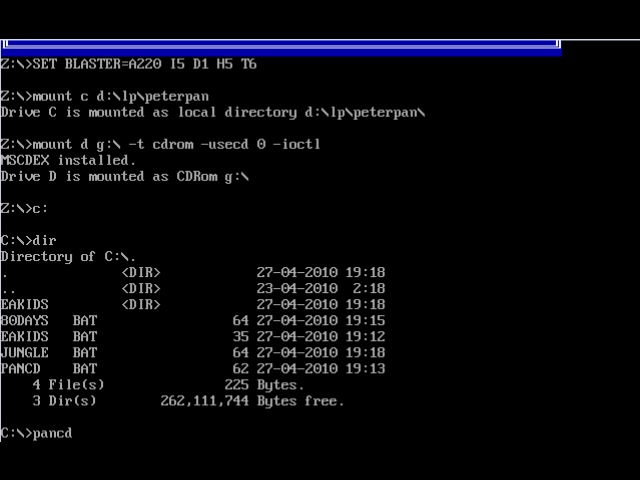 Z:\>SET BLASTER=A220 I5 D1 H5 T6
Z:\>mount c d:\lp\peterpan
Drive C is mounted as local directory d:\lp\peterpan\
Z:\>mount d g:\ -t cdrom -usecd 0 -ioctl
MSCDEX installed.
Drive D is mounted as CDRom g:\
Z:\>c:
C:\>dir
Directory of C:\.
. <DIR> 27-04-2010 19:18
.. <DIR> 23-04-2010 2:18
EAKIDS <DIR> 27-04-2010 19:18
80DAYS BAT 64 27-04-2010 19:15
EAKIDS BAT 35 27-04-2010 19:12
JUNGLE BAT 64 27-04-2010 19:18
PANCD BAT 62 27-04-2010 19:13
4 File(s) 225 Bytes.
3 Dir(s) 262,111,744 Bytes free.
C:\>pancd